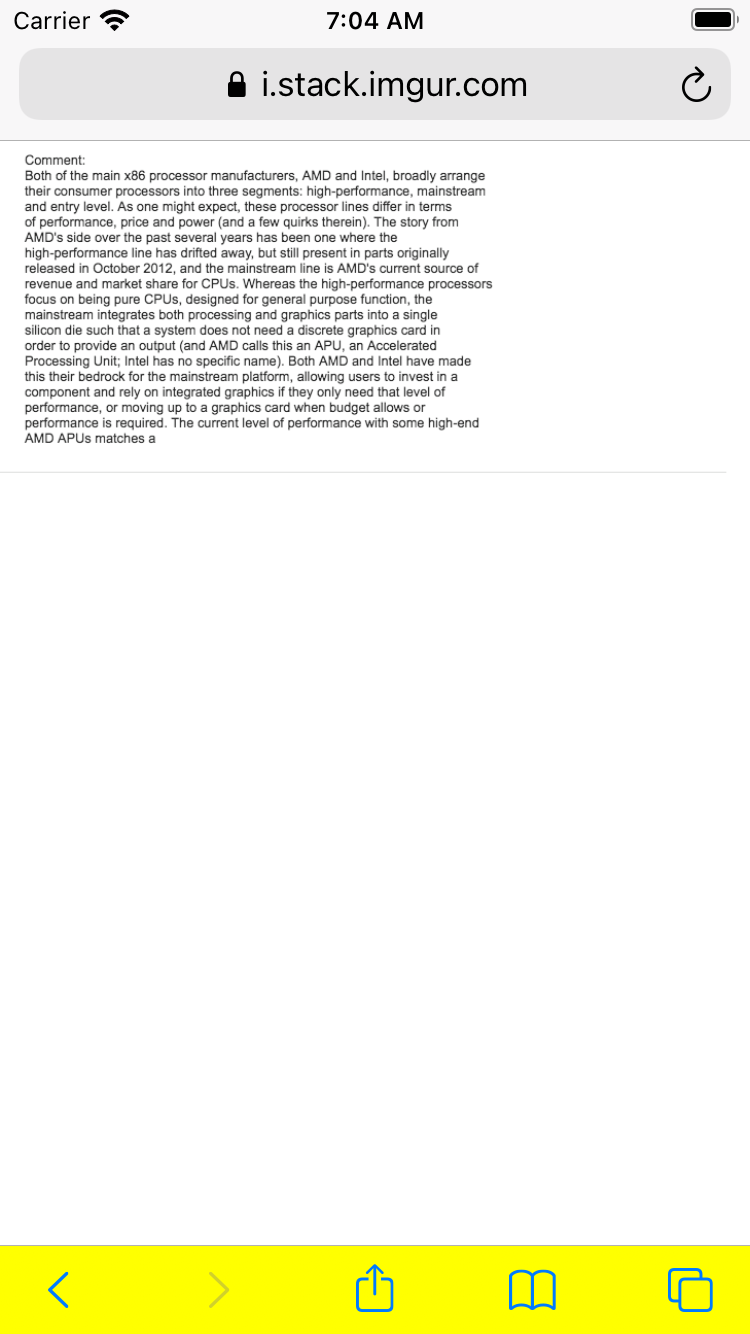 Carrier 7:04 AM
i.stack.imgur.com
Comment:
Both of the main x86 processor manufacturers, AMD and Intel, broadly arrange
their consumer processors into three segments: high-performance, mainstream
and entry level. As one might expect, these processor lines differ in terms
of performance, price and power (and a few quirks therein). The story from
AMD's side over the past several years has been one where the
high-performance line has drifted away, but still present in parts originally
released in October 2012, and the mainstream line is AMD's current source of
revenue and market share for CPUs. Whereas the high-performance processors
focus on being pure CPUs, designed for general purpose function, the
mainstream integrates both processing and graphics parts into a single
silicon die such that a system does not need a discrete graphics card in
order to provide an output (and AMD calls this an APU, an Accelerated
Processing Unit; Intel has no specific name). Both AMD and Intel have made
this their bedrock for the mainstream platform, allowing users to invest in a
component and rely on integrated graphics if they only need that level of
performance, or moving up to a graphics card when budget allows or
performance is required. The current level of performance with some high-end
AMD APUs matches a